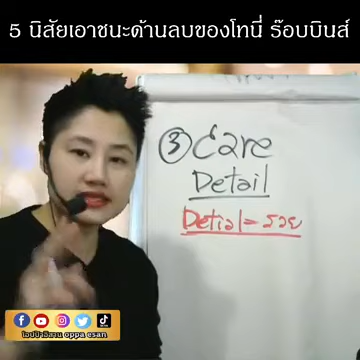 5 นิสัยเอาชนะด้านลบของโทนี่ ร๊อบบินส์
③ Care
Detail
Detial = รวย
โอปป้าอีสาน oppa esan